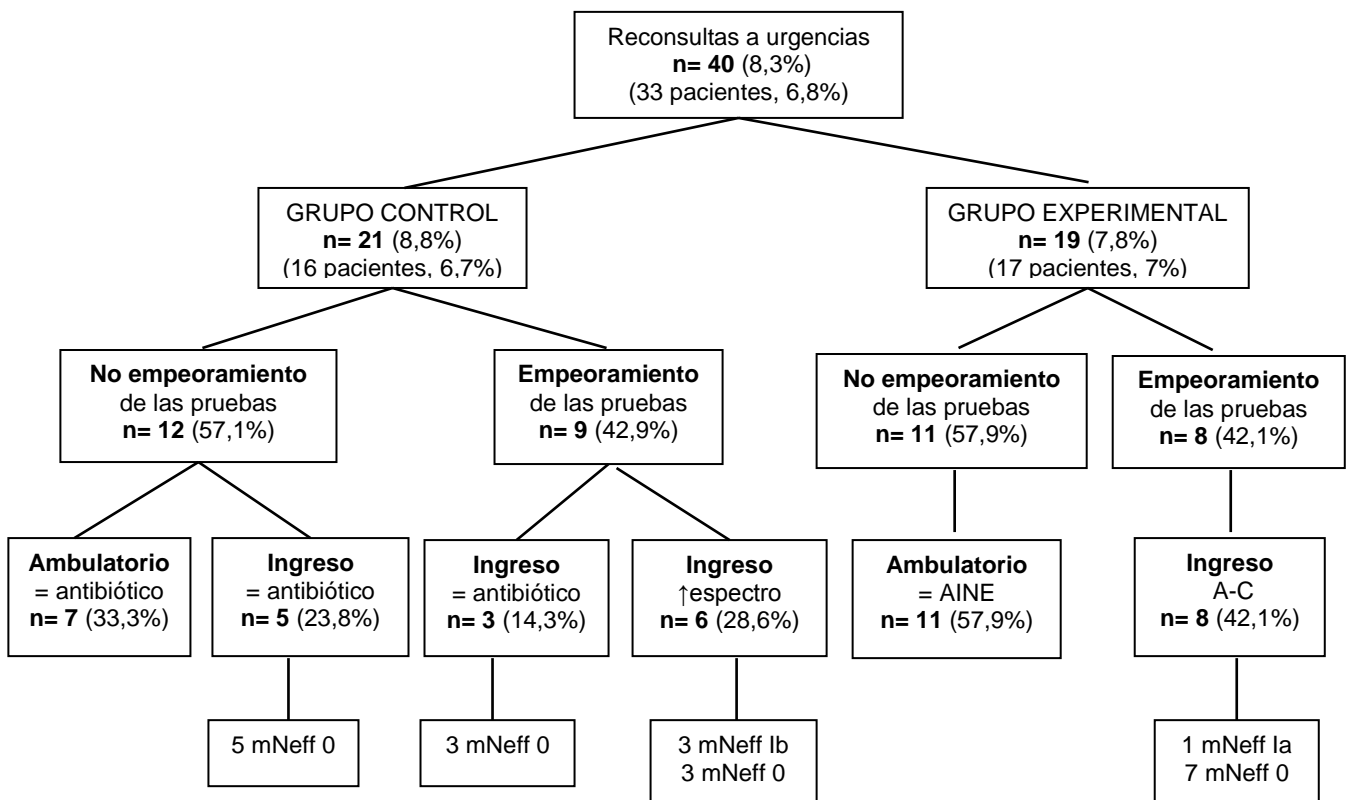 Reconsultas a urgencias
n= 40 (8,3%)
(33 pacientes, 6,8%)
GRUPO CONTROL
n= 21 (8,8%)
(16 pacientes, 6,7%)
GRUPO EXPERIMENTAL
n= 19 (7,8%)
(17 pacientes, 7%)
No empeoramiento
de las pruebas
n= 12 (57,1%)
Empeoramiento
de las pruebas
n= 9 (42,9%)
No empeoramiento
de las pruebas
n= 11 (57,9%)
Empeoramiento
de las pruebas
n= 8 (42,1%)
Ambulatorio
= antibiótico
n= 7 (33,3%)
Ingreso
= antibiótico
n= 5 (23,8%)
Ingreso
= antibiótico
n= 3 (14,3%)
Ingreso
↑espectro
n= 6 (28,6%)
Ambulatorio
= AINE
n= 11 (57,9%)
Ingreso
A-C
n= 8 (42,1%)
5 mNeff 0
3 mNeff 0
3 mNeff Ib
3 mNeff 0
1 mNeff Ia
7 mNeff 0